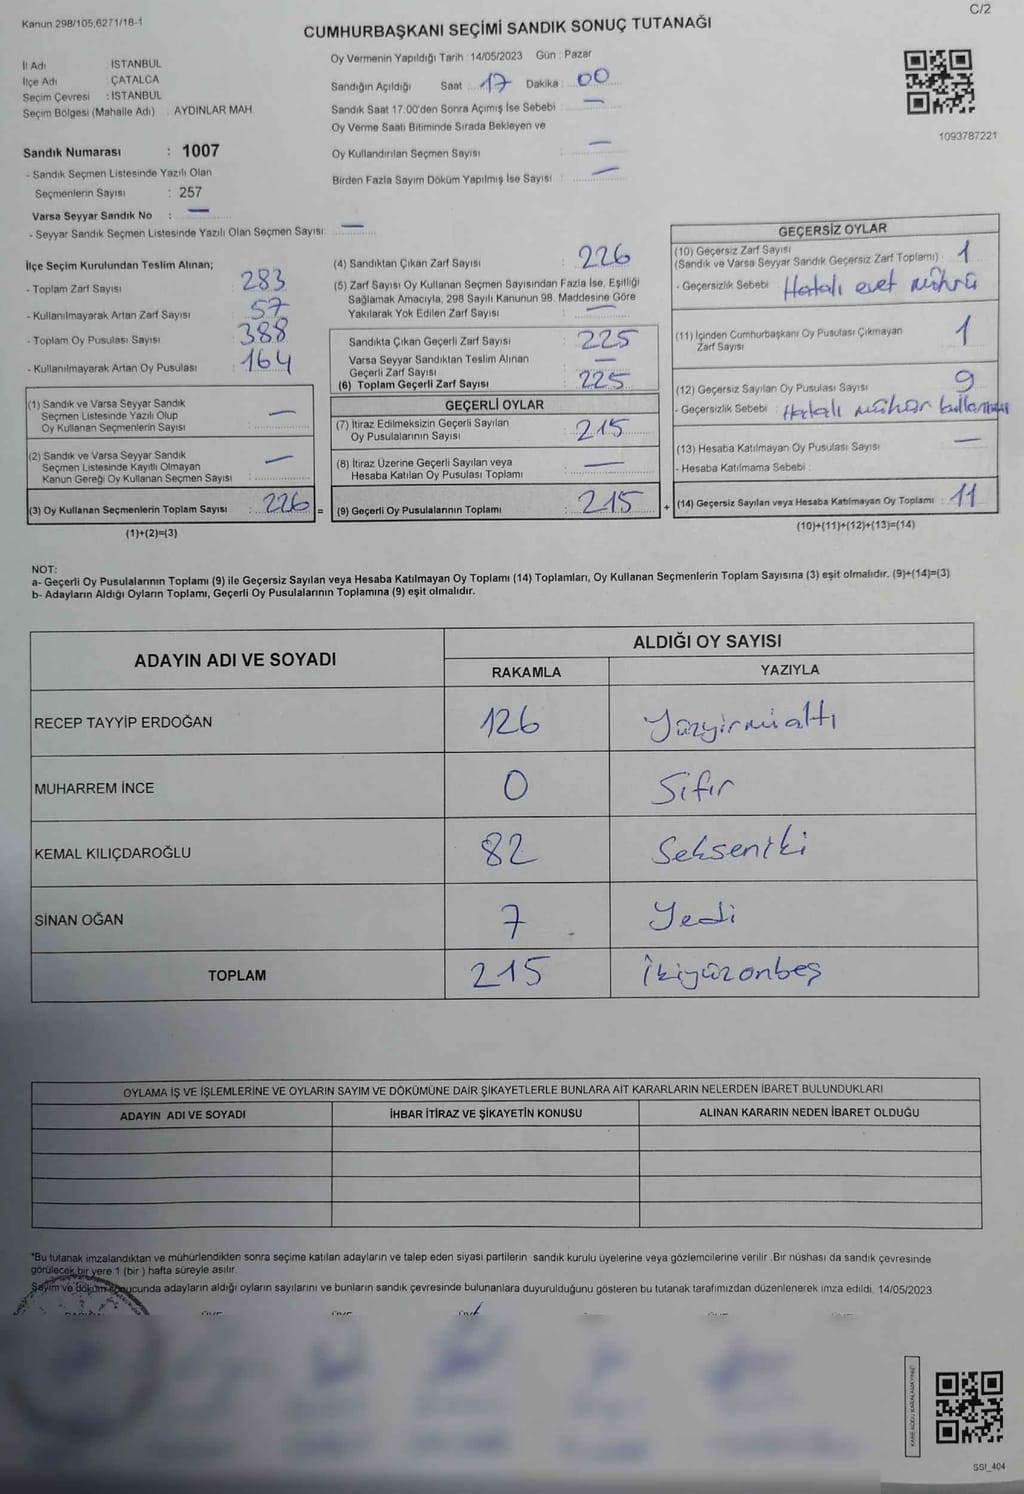 Kanun 298/105,6271/18-1
C/2
CUMHURBAŞKANI SEÇİMİ SANDIK SONUÇ TUTANAĞI
İl Adı : İSTANBUL
İlçe Adı : ÇATALCA
Seçim Çevresi : İSTANBUL
Seçim Bölgesi (Mahalle Adı) : AYDINLAR MAH.
Sandık Numarası : 1007
- Sandık Seçmen Listesinde Yazılı Olan
Seçmenlerin Sayısı : 257
Varsa Seyyar Sandık No : —
- Seyyar Sandık Seçmen Listesinde Yazılı Olan Seçmen Sayısı: —
Oy Vermenin Yapıldığı Tarih : 14/05/2023 Gün : Pazar
Sandığın Açıldığı Saat : 17 Dakika : 00
Sandık Saat 17:00'den Sonra Açımış İse Sebebi : —
Oy Verme Saati Bitiminde Sırada Bekleyen ve
Oy Kullandırılan Seçmen Sayısı : —
Birden Fazla Sayım Döküm Yapılmış İse Sayısı : —
1093787221
İlçe Seçim Kurulundan Teslim Alınan;
- Toplam Zarf Sayısı : 283
- Kullanılmayarak Artan Zarf Sayısı : 57
- Toplam Oy Pusulası Sayısı : 388
- Kullanılmayarak Artan Oy Pusulası : 164
(1) Sandık ve Varsa Seyyar Sandık
Seçmen Listesinde Yazılı Olup
Oy Kullanan Seçmenlerin Sayısı : —
(2) Sandık ve Varsa Seyyar Sandık
Seçmen Listesinde Kayıtlı Olmayan
Kanun Gereği Oy Kullanan Seçmen Sayısı : —
(3) Oy Kullanan Seçmenlerin Toplam Sayısı : 226 =
(1)+(2)=(3)
(4) Sandıktan Çıkan Zarf Sayısı : 226
(5) Zarf Sayısı Oy Kullanan Seçmen Sayısından Fazla İse, Eşitliği
Sağlamak Amacıyla, 298 Sayılı Kanunun 98. Maddesine Göre
Yakılarak Yok Edilen Zarf Sayısı : —
Sandıkta Çıkan Geçerli Zarf Sayısı : 225
Varsa Seyyar Sandıktan Teslim Alınan
Geçerli Zarf Sayısı : —
(6) Toplam Geçerli Zarf Sayısı : 225
GEÇERLİ OYLAR
(7) İtiraz Edilmeksizin Geçerli Sayılan
Oy Pusulalarının Sayısı : 215
(8) İtiraz Üzerine Geçerli Sayılan veya
Hesaba Katılan Oy Pusulası Toplamı : —
(9) Geçerli Oy Pusulalarının Toplamı : 215 +
GEÇERSİZ OYLAR
(10) Geçersiz Zarf Sayısı
(Sandık ve Varsa Seyyar Sandık Geçersiz Zarf Toplamı) : 1
- Geçersizlik Sebebi : Hatalı evet mührü
(11) İçinden Cumhurbaşkanı Oy Pusulası Çıkmayan
Zarf Sayısı : 1
(12) Geçersiz Sayılan Oy Pusulası Sayısı : 9
- Geçersizlik Sebebi : Hatalı mühür
(13) Hesaba Katılmayan Oy Pusulası Sayısı : —
- Hesaba Katılmama Sebebi :
(14) Geçersiz Sayılan veya Hesaba Katılmayan Oy Toplamı : 11
(10)+(11)+(12)+(13)=(14)
NOT:
a- Geçerli Oy Pusulalarının Toplamı (9) ile Geçersiz Sayılan veya Hesaba Katılmayan Oy Toplamı (14) Toplamları, Oy Kullanan Seçmenlerin Toplam Sayısına (3) eşit olmalıdır. (9)+(14)=(3)
b- Adayların Aldığı Oyların Toplamı, Geçerli Oy Pusulalarının Toplamına (9) eşit olmalıdır.
ADAYIN ADI VE SOYADI
ALDIĞI OY SAYISI
RAKAMLA YAZIYLA
RECEP TAYYİP ERDOĞAN 126 Yüzyirmialtı
MUHARREM İNCE 0 Sıfır
KEMAL KILIÇDAROĞLU 82 Sekseniki
SİNAN OĞAN 7 Yedi
TOPLAM 215 İkiyüzonbeş
OYLAMA İŞ VE İŞLEMLERİNE VE OYLARIN SAYIM VE DÖKÜMÜNE DAİR ŞİKAYETLERLE BUNLARA AİT KARARLARIN NELERDEN İBARET BULUNDUKLARI
ADAYIN ADI VE SOYADI İHBAR İTİRAZ VE ŞİKAYETİN KONUSU ALINAN KARARIN NEDEN İBARET OLDUĞU
*Bu tutanak imzalandıktan ve mühürlendikten sonra seçime katılan adayların ve talep eden siyasi partilerin sandık kurulu üyelerine veya gözlemcilerine verilir .Bir nüshası da sandık çevresinde
görülecek bir yere 1 (bir ) hafta süreyle asılır.
Sayım ve döküm sonucunda adayların aldığı oyların sayılarını ve bunların sandık çevresinde bulunanlara duyurulduğunu gösteren bu tutanak tarafımızdan düzenlenerek imza edildi. 14/05/2023
KARE KODU KARALAMAYINIZ!
SSI_404